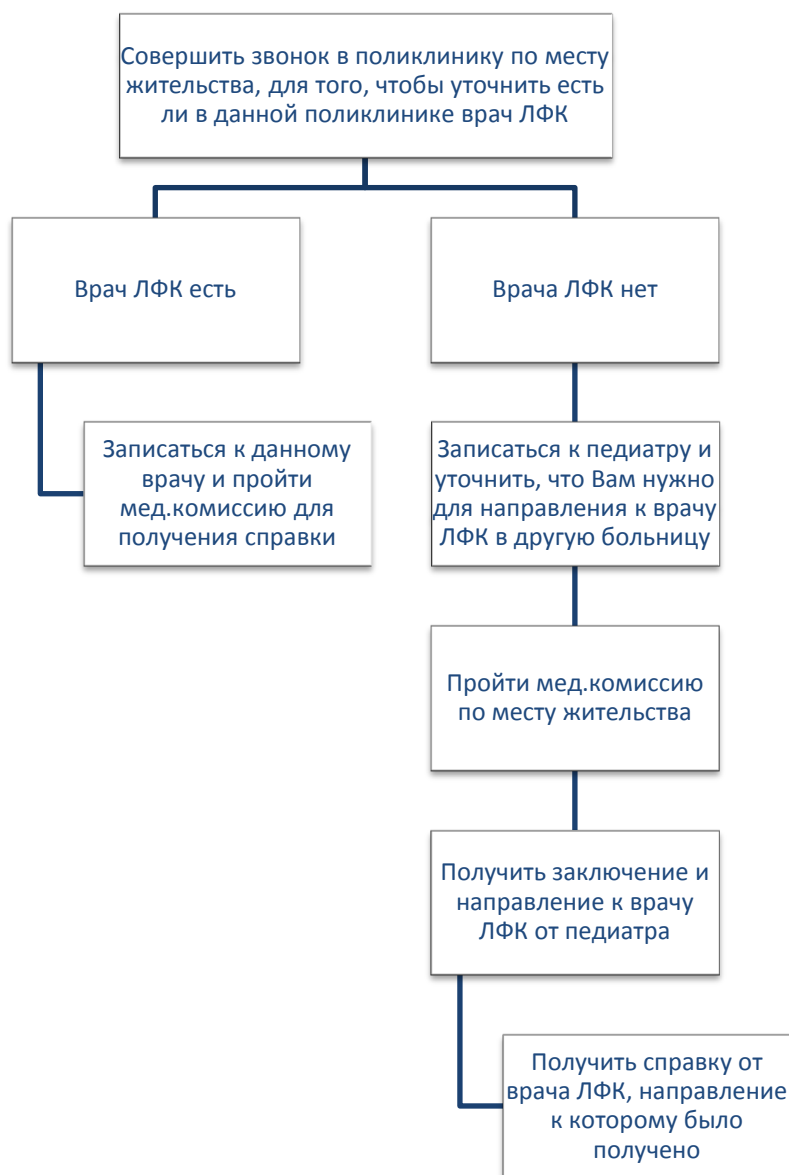 Совершить звонок в поликлинику по месту
жительства, для того, чтобы уточнить есть
ли в данной поликлинике врач ЛФК
Врач ЛФК есть
Врача ЛФК нет
Записаться к данному
врачу и пройти
мед.комиссию для
получения справки
Записаться к педиатру и
уточнить, что Вам нужно
для направления к врачу
ЛФК в другую больницу
Пройти мед.комиссию
по месту жительства
Получить заключение и
направление к врачу
ЛФК от педиатра
Получить справку от
врача ЛФК, направление
к которому было
получено